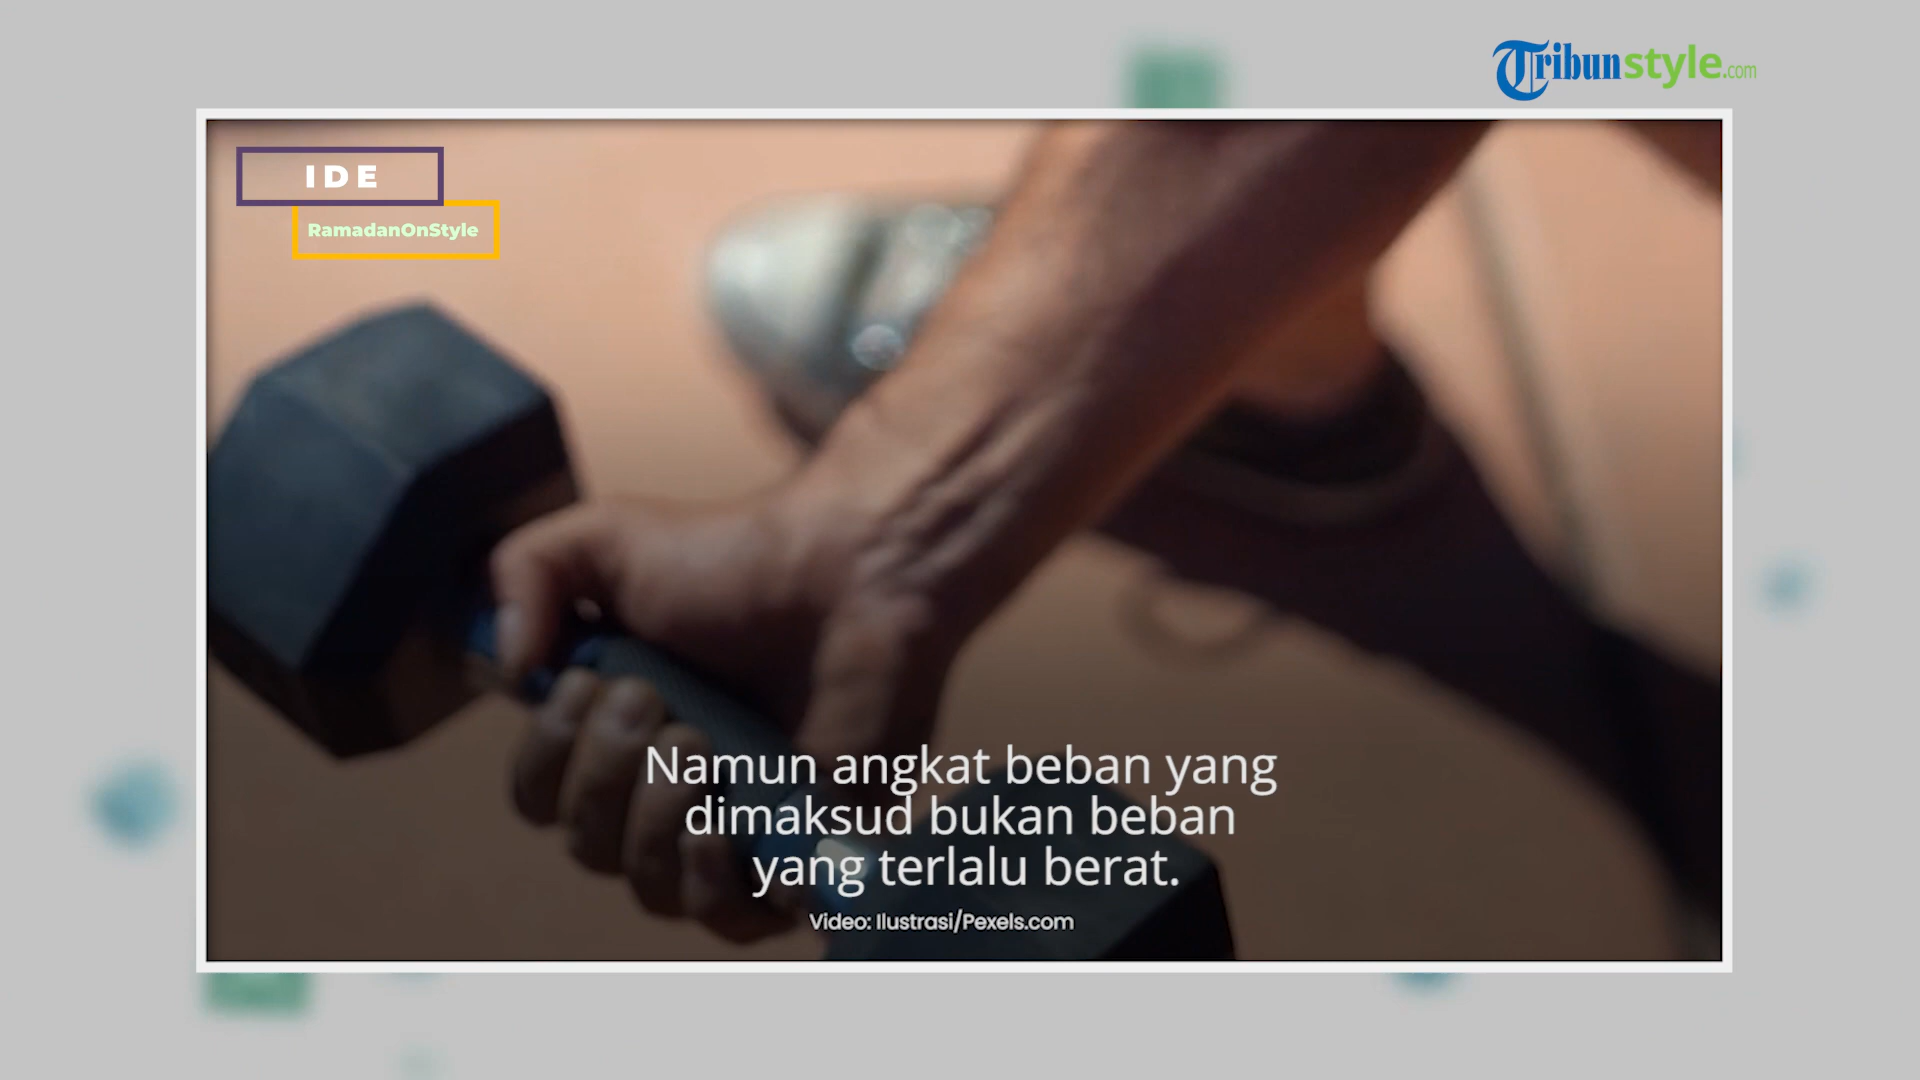 Tribunstyle.com
IDE
RamadanOnStyle
Namun angkat beban yang
dimaksud bukan beban
yang terlalu berat.
Video: Ilustrasi/Pexels.com